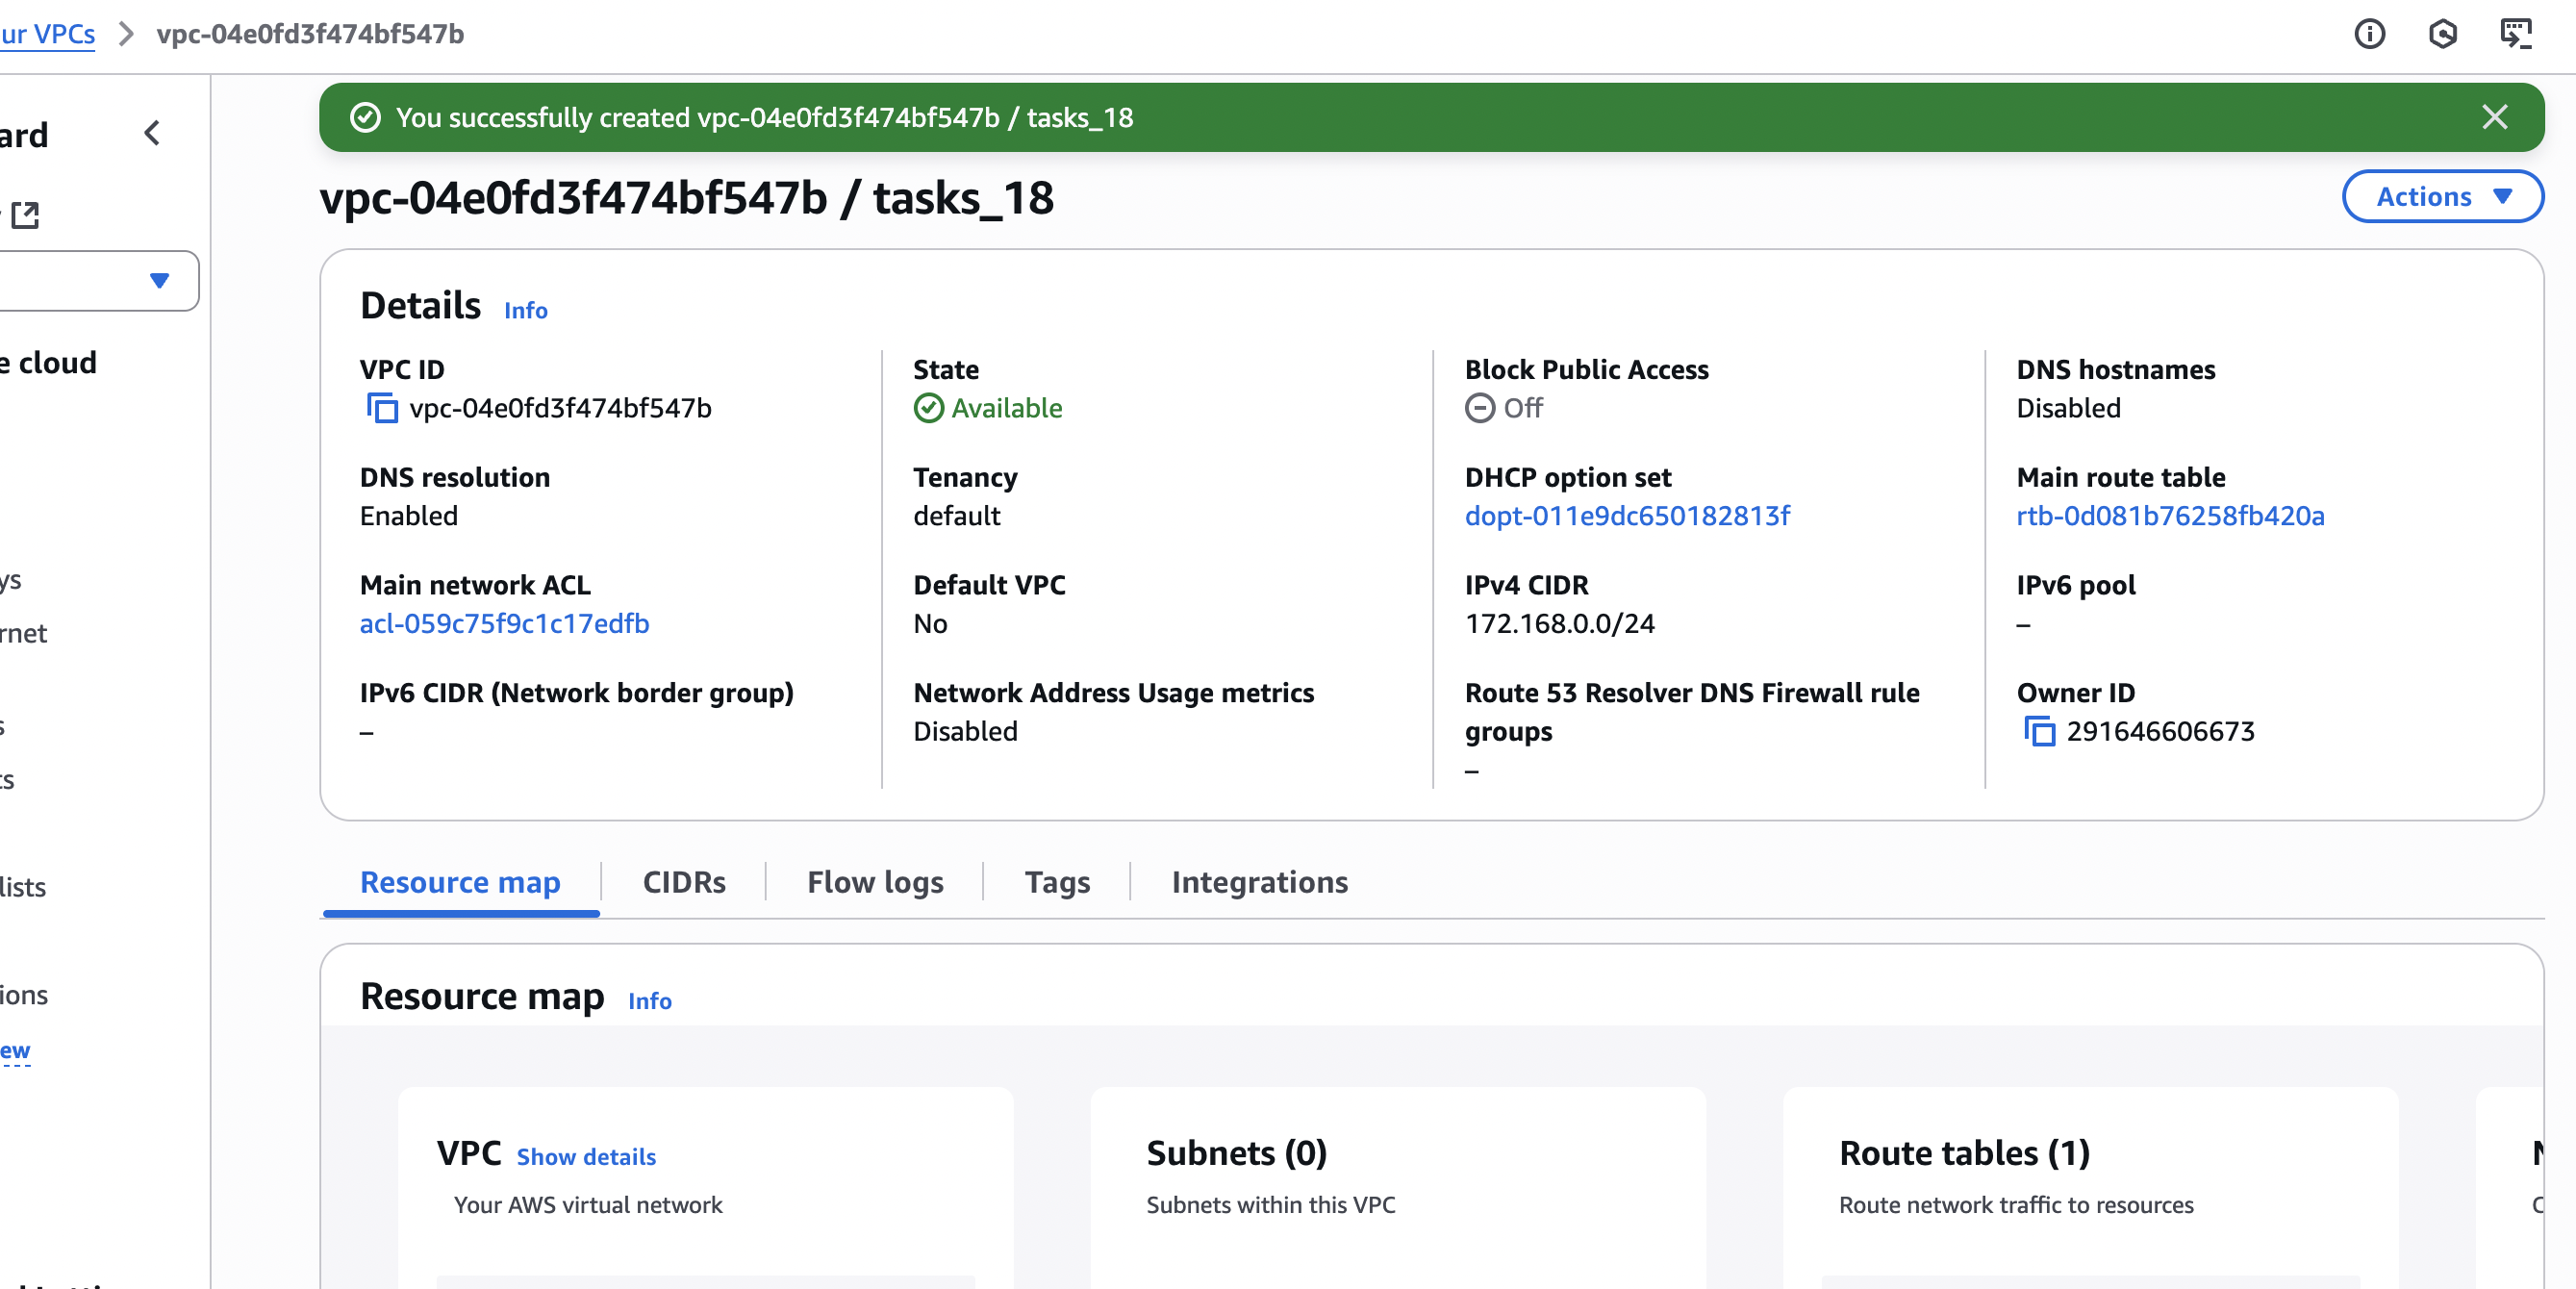 ur VPCs > vpc-04e0fd3f474bf547b
You successfully created vpc-04e0fd3f474bf547b / tasks_18
ard
vpc-04e0fd3f474bf547b / tasks_18
Actions
Details Info
e cloud
VPC ID
vpc-04e0fd3f474bf547b
State
Available
Block Public Access
Off
DNS hostnames
Disabled
DNS resolution
Enabled
Tenancy
default
DHCP option set
dopt-011e9dc650182813f
Main route table
rtb-0d081b76258fb420a
Main network ACL
acl-059c75f9c1c17edfb
Default VPC
No
IPv4 CIDR
172.168.0.0/24
IPv6 pool
–
IPv6 CIDR (Network border group)
–
Network Address Usage metrics
Disabled
Route 53 Resolver DNS Firewall rule
groups
–
Owner ID
291646606673
ys
rnet
s
ts
lists
ions
ew
Resource map
CIDRs
Flow logs
Tags
Integrations
Resource map Info
VPC Show details
Your AWS virtual network
Subnets (0)
Subnets within this VPC
Route tables (1)
Route network traffic to resources